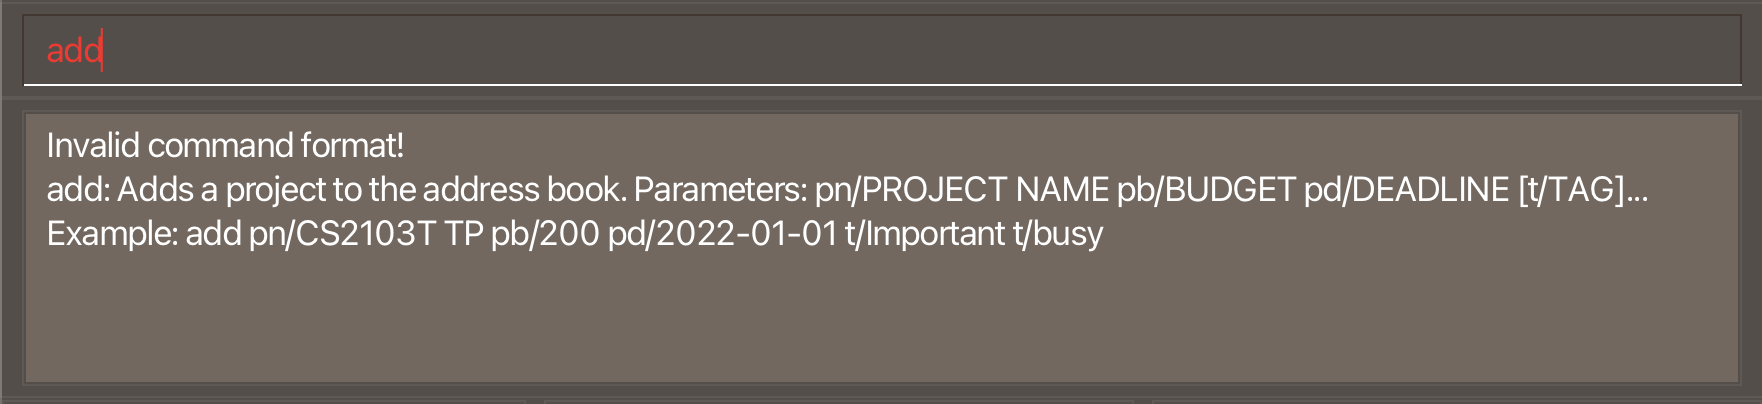 add
Invalid command format!
add: Adds a project to the address book. Parameters: pn/PROJECT NAME pb/BUDGET pd/DEADLINE [t/TAG]...
Example: add pn/CS2103T TP pb/200 pd/2022-01-01 t/Important t/busy